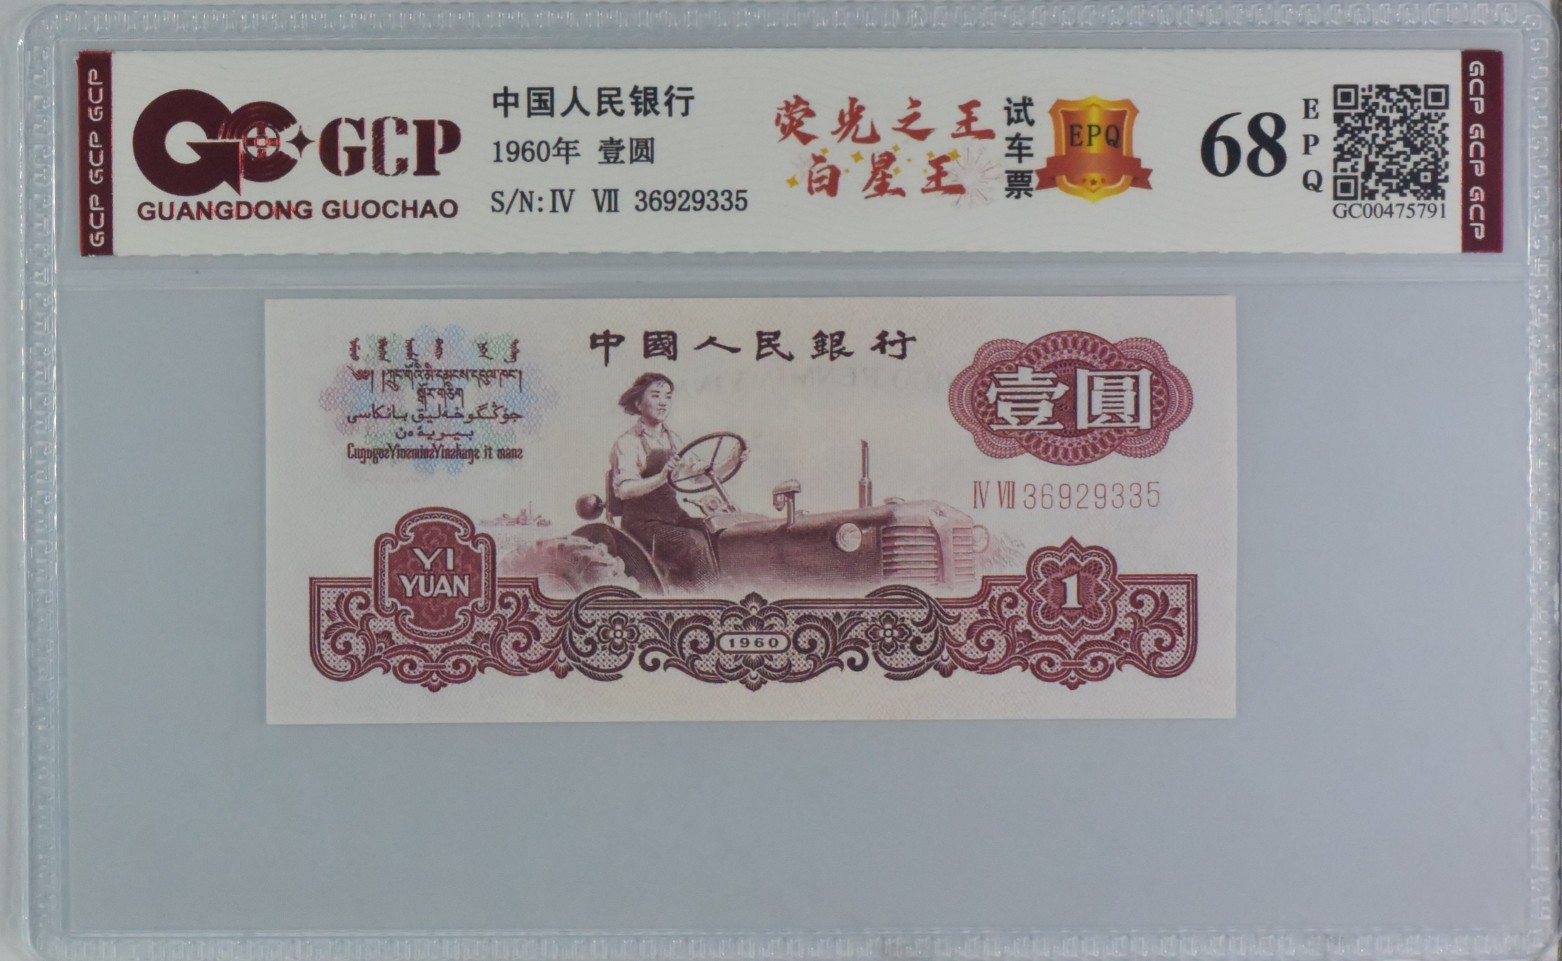 GCP GCP GCP
GCP
GUANGDONG GUOCHAO
中国人民银行
1960年 壹圆
S/N:Ⅳ Ⅶ 36929335
荧光之王
白星王
试车票
EPQ
68
EPQ
GC00475791
GCP GCP GCP
中國人民銀行
壹圓
Ⅳ Ⅶ 36929335
YI
YUAN
1960
1